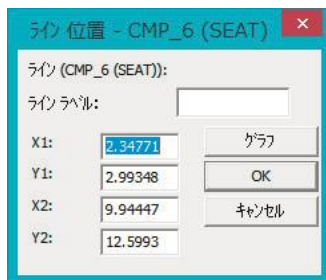 ﾗｲﾝ 位置 - CMP_6 (SEAT)
ﾗｲﾝ (CMP_6 (SEAT)):
ﾗｲﾝ ﾗﾍﾞﾙ:
X1: 2.34771
ｸﾞﾗﾌ
Y1: 2.99348
OK
X2: 9.94447
ｷｬﾝｾﾙ
Y2: 12.5993